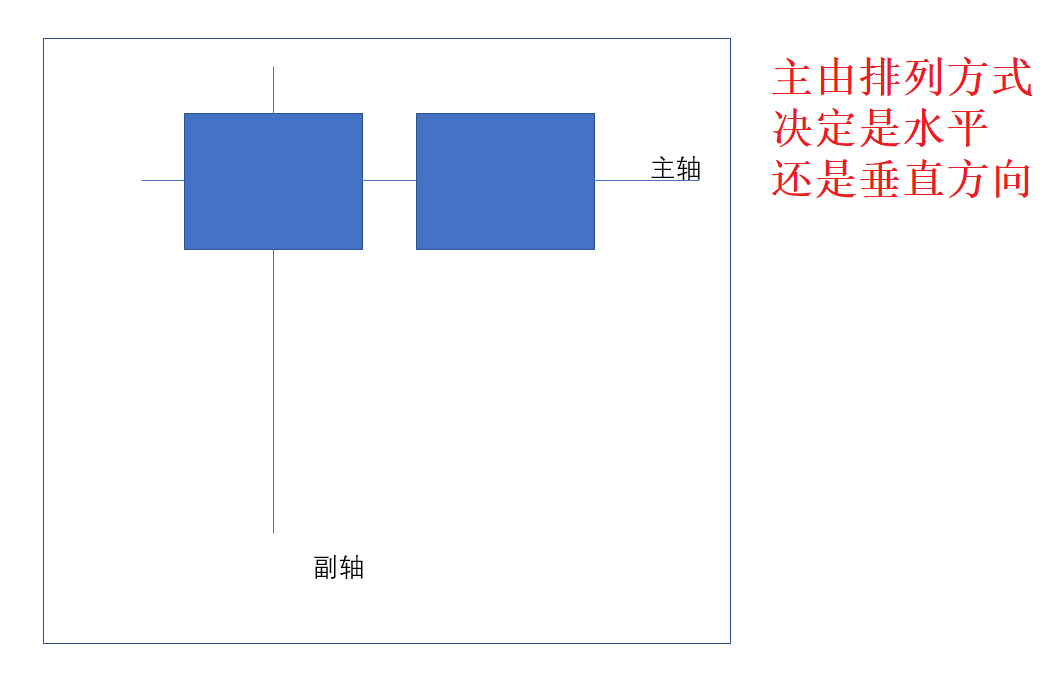 主由排列方式
决定是水平
还是垂直方向
主轴
副轴